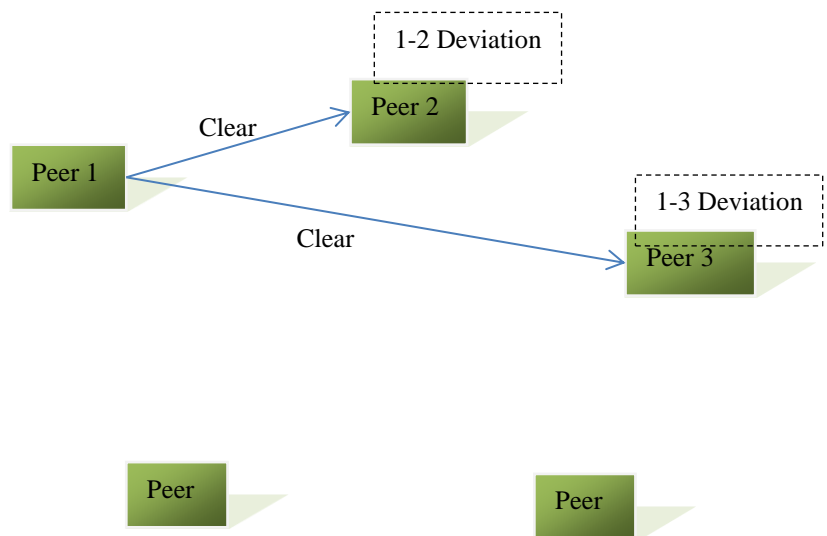 1-2 Deviation
Peer 2
Clear
Peer 1
1-3 Deviation
Clear
Peer 3
Peer
Peer